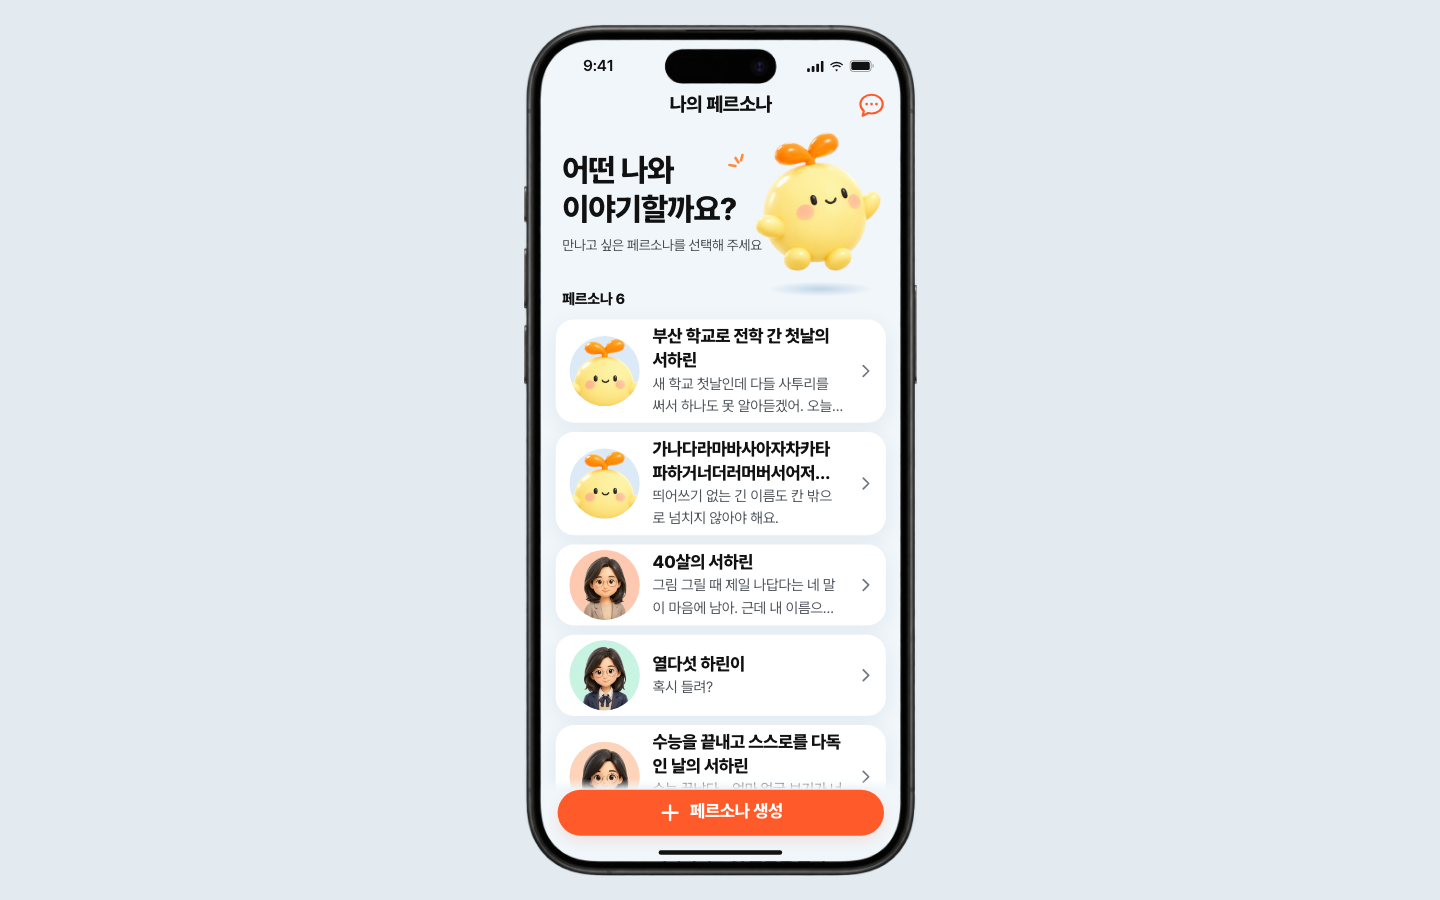 9:41
나의 페르소나
어떤 나와
이야기할까요?
만나고 싶은 페르소나를 선택해 주세요
페르소나 6
부산 학교로 전학 간 첫날의
서하린
새 학교 첫날인데 다들 사투리를
써서 하나도 못 알아듣겠어. 오늘...
가나다라마바사아자차카타
파하거너더러머버서어저...
띄어쓰기 없는 긴 이름도 칸 밖으
로 넘치지 않아야 해요.
40살의 서하린
그림 그릴 때 제일 나답다는 네 말
이 마음에 남아. 근데 내 이름으...
열다섯 하린이
혹시 들려?
수능을 끝내고 스스로를 다독
인 날의 서하린
페르소나 생성